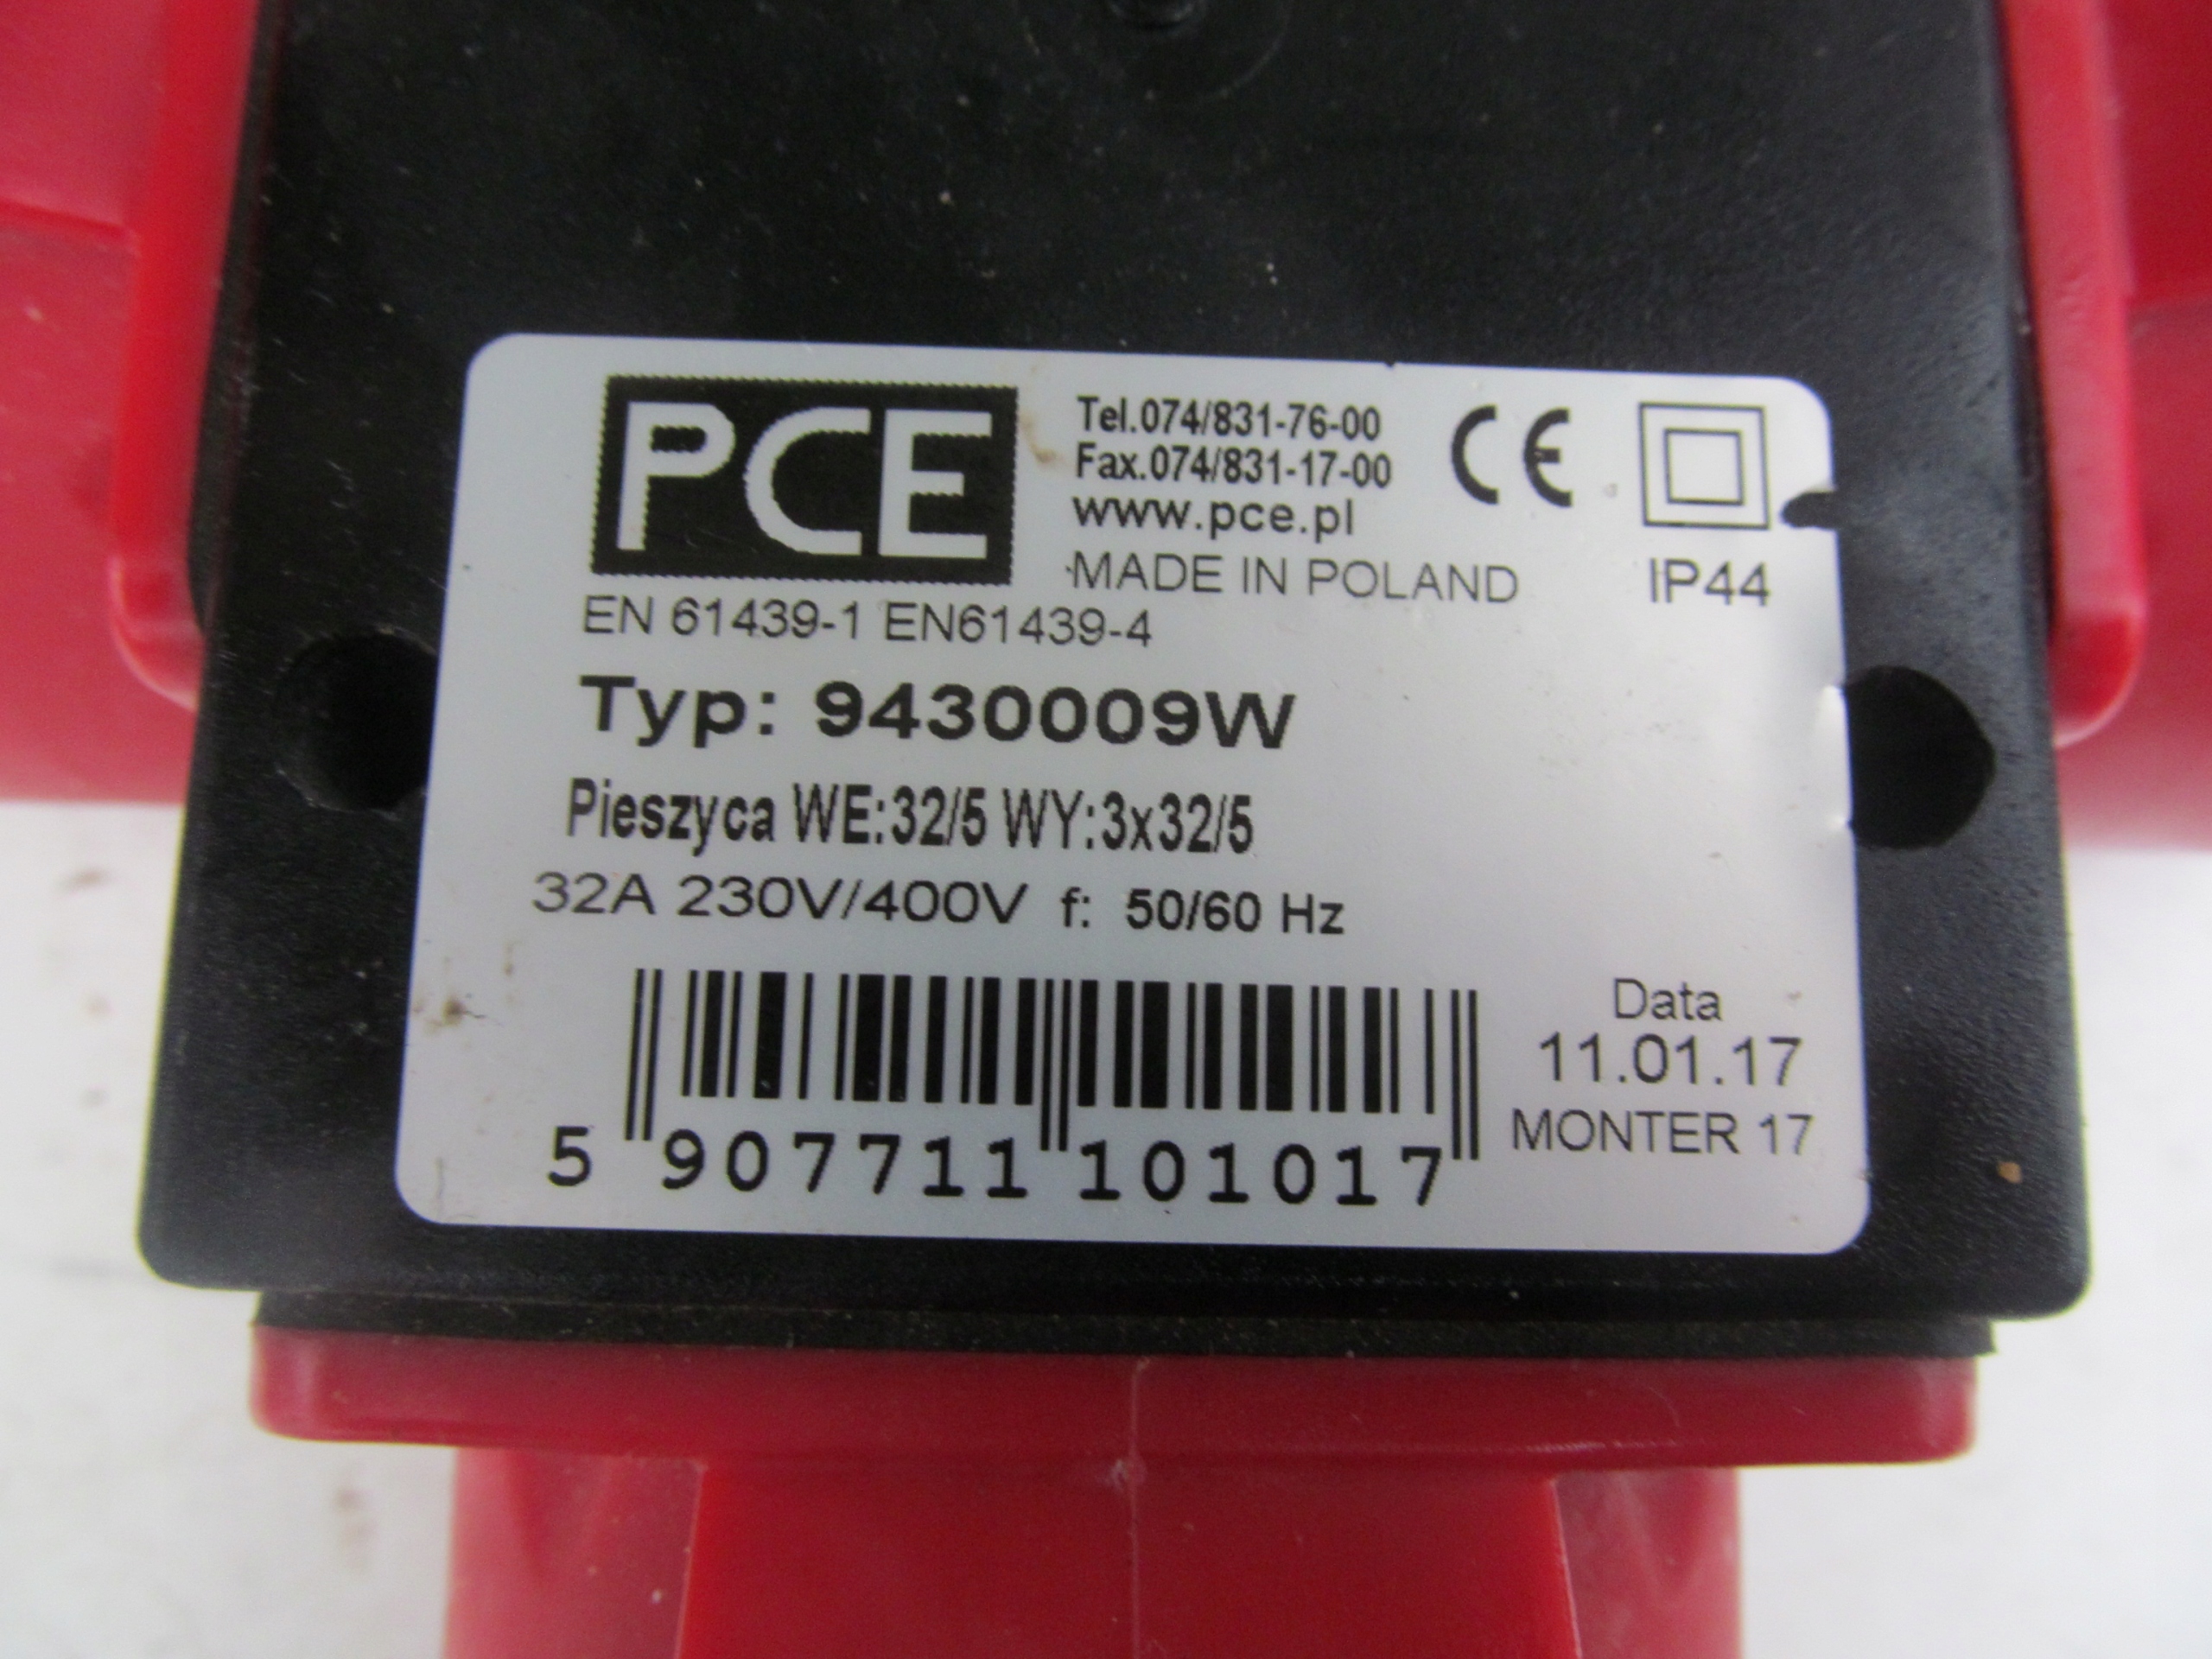 PCE
Tel.074/831-76-00
Fax.074/831-17-00
www.pce.pl
MADE IN POLAND
CE
IP44
EN 61439-1 EN61439-4
Typ: 9430009W
Pieszyca WE:32/5 WY:3x32/5
32A 230V/400V f: 50/60 Hz
Data
11.01.17
MONTER 17
5 907711 101017